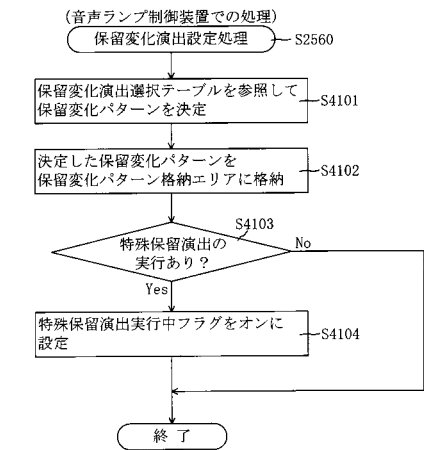 (音声ランプ制御装置での処理)
保留変化演出設定処理
S2560
保留変化演出選択テーブルを参照して
保留変化パターンを決定
S4101
決定した保留変化パターンを
保留変化パターン格納エリアに格納
S4102
S4103
特殊保留演出の
実行あり?
No
Yes
特殊保留演出実行中フラグをオンに
設定
S4104
終了